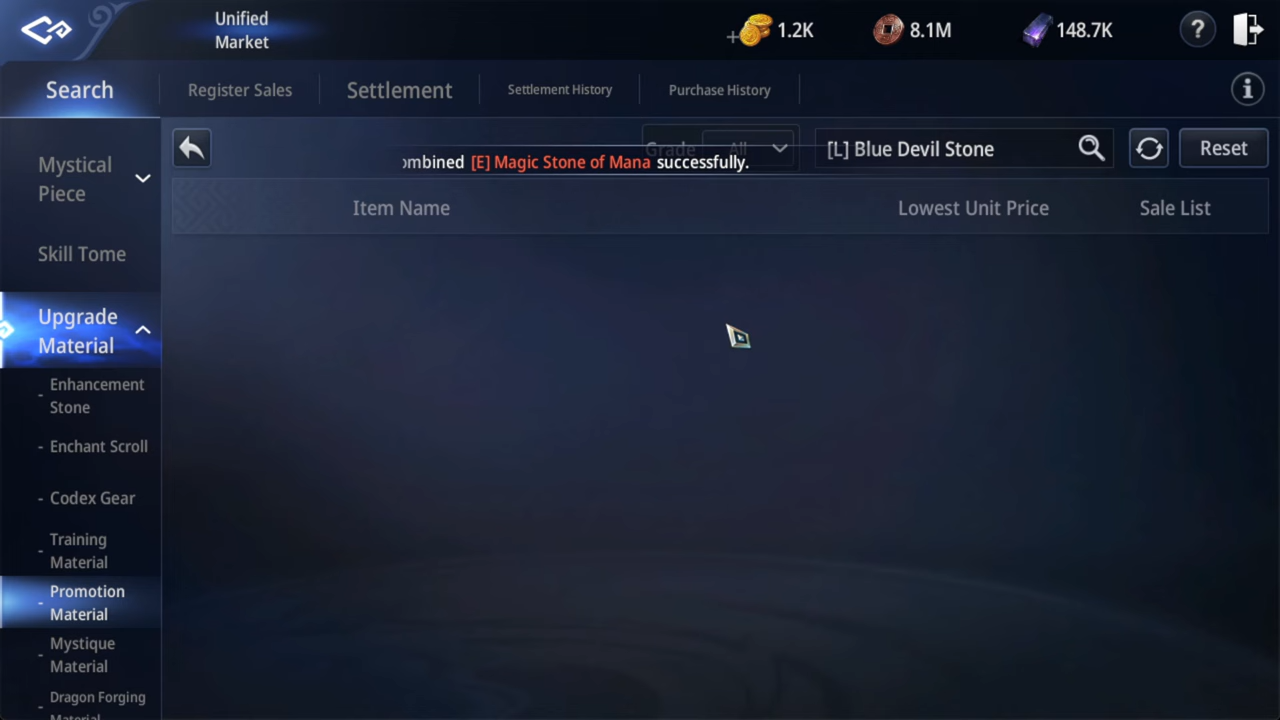 Unified
Market
1.2K
8.1M
148.7K
?
Search
Register Sales
Settlement
Settlement History
Purchase History
Mystical
Piece
Grade
All
[L] Blue Devil Stone
Reset
[E] Magic Stone of Mana successfully.
Item Name
Lowest Unit Price
Sale List
Skill Tome
Upgrade
Material
- Enhancement
Stone
- Enchant Scroll
- Codex Gear
- Training
Material
- Promotion
Material
- Mystique
Material
- Dragon Forging